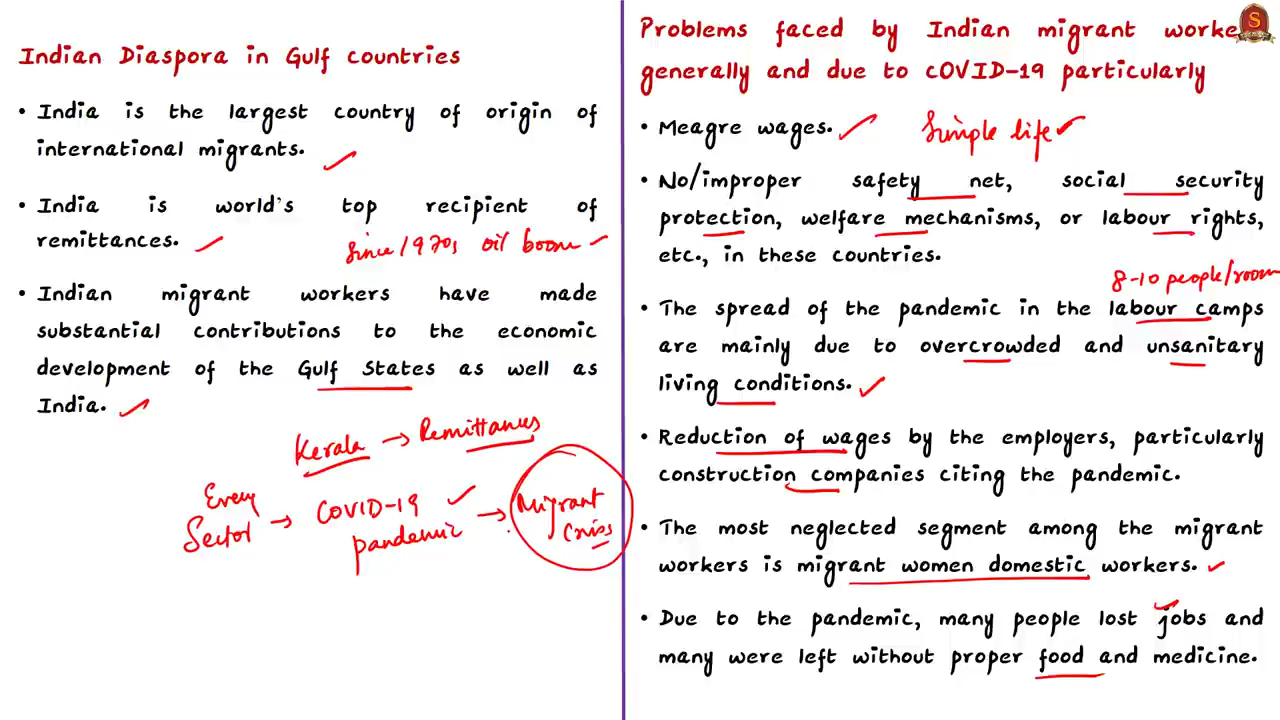 Indian Diaspora in Gulf countries
• India is the largest country of origin of
international migrants.
• India is world's top recipient of
remittances.
Since 1970s oil boom
• Indian migrant workers have made
substantial contributions to the economic
development of the Gulf States as well as
India.
Kerala → Remittances
Every
Sector → COVID-19
pandemic → Migrant
Crisis
Problems faced by Indian migrant worke
generally and due to COVID-19 particularly
• Meagre wages.
Simple life
• No/improper safety net, social security
protection, welfare mechanisms, or labour rights,
etc., in these countries.
8-10 people/room
• The spread of the pandemic in the labour camps
are mainly due to overcrowded and unsanitary
living conditions.
• Reduction of wages by the employers, particularly
construction companies citing the pandemic.
• The most neglected segment among the migrant
workers is migrant women domestic workers.
• Due to the pandemic, many people lost jobs and
many were left without proper food and medicine.
S